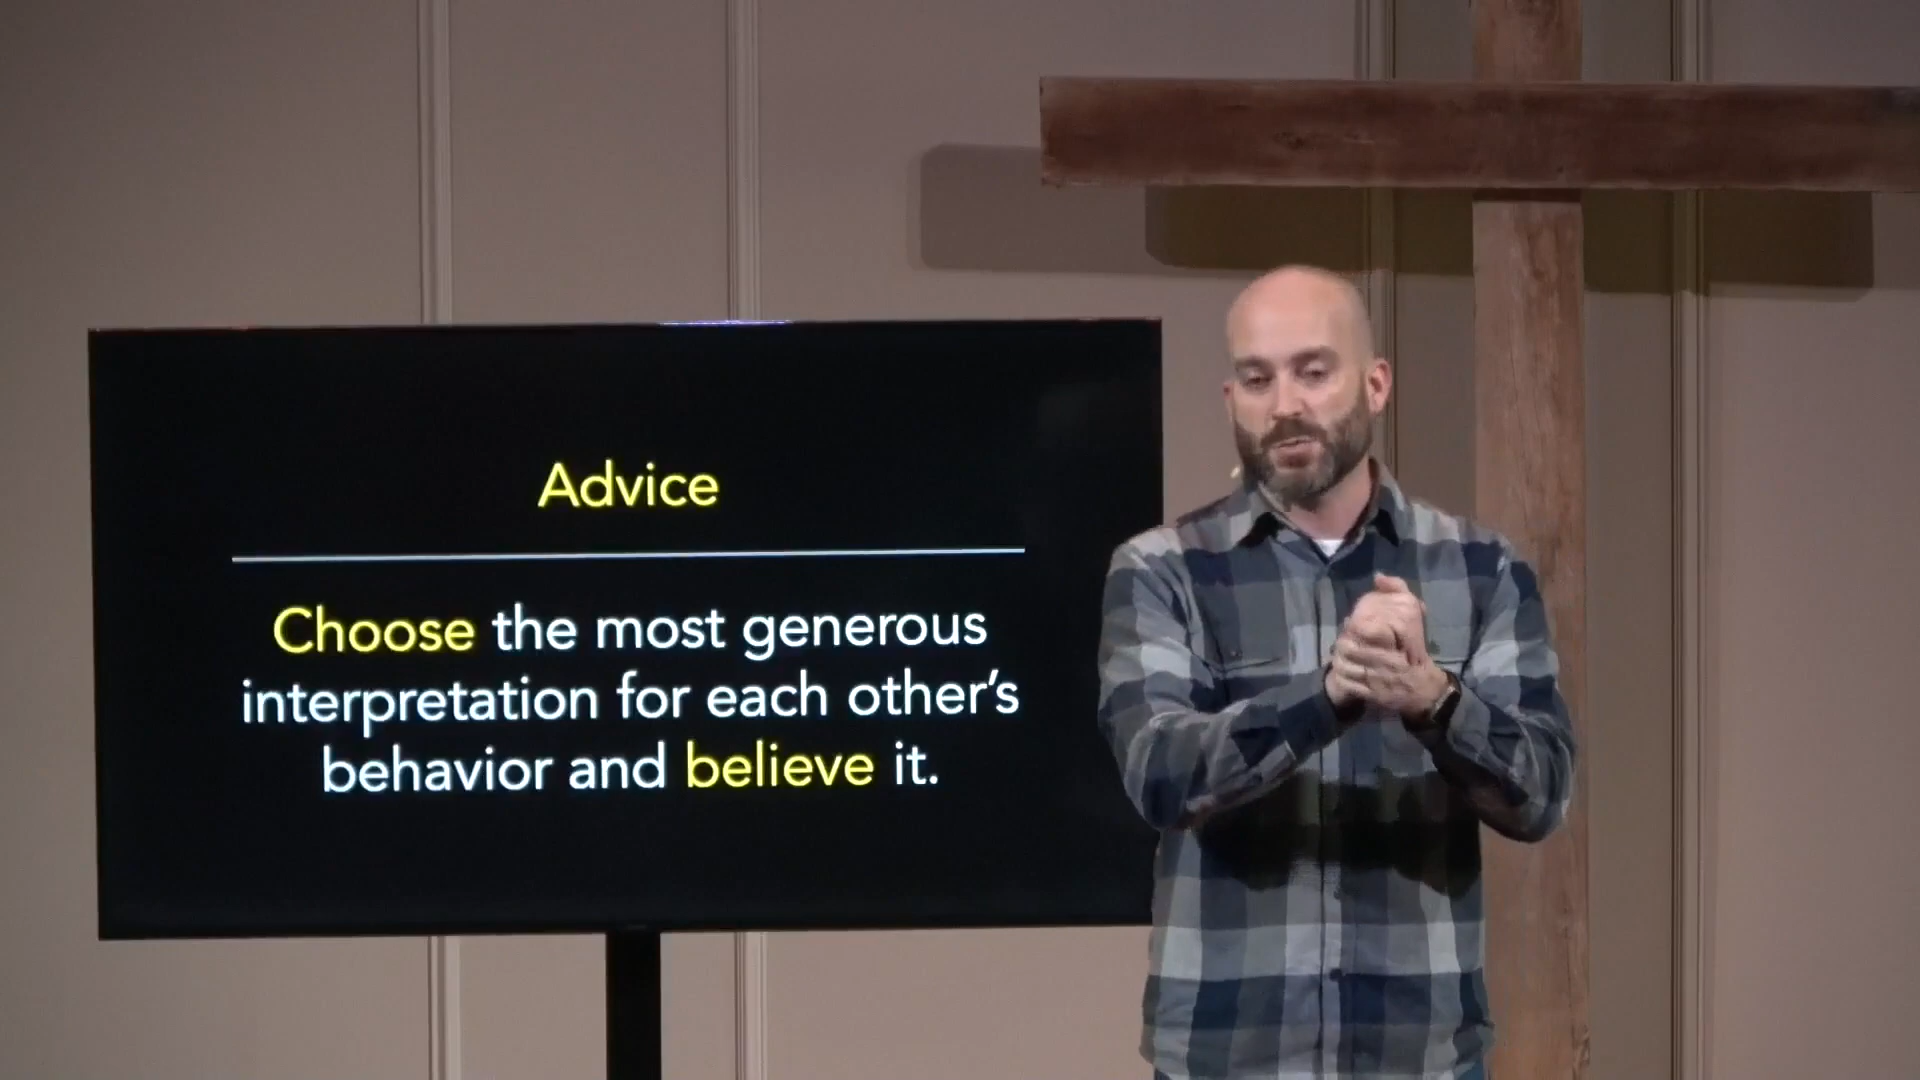 Advice
Choose the most generous
interpretation for each other's
behavior and believe it.